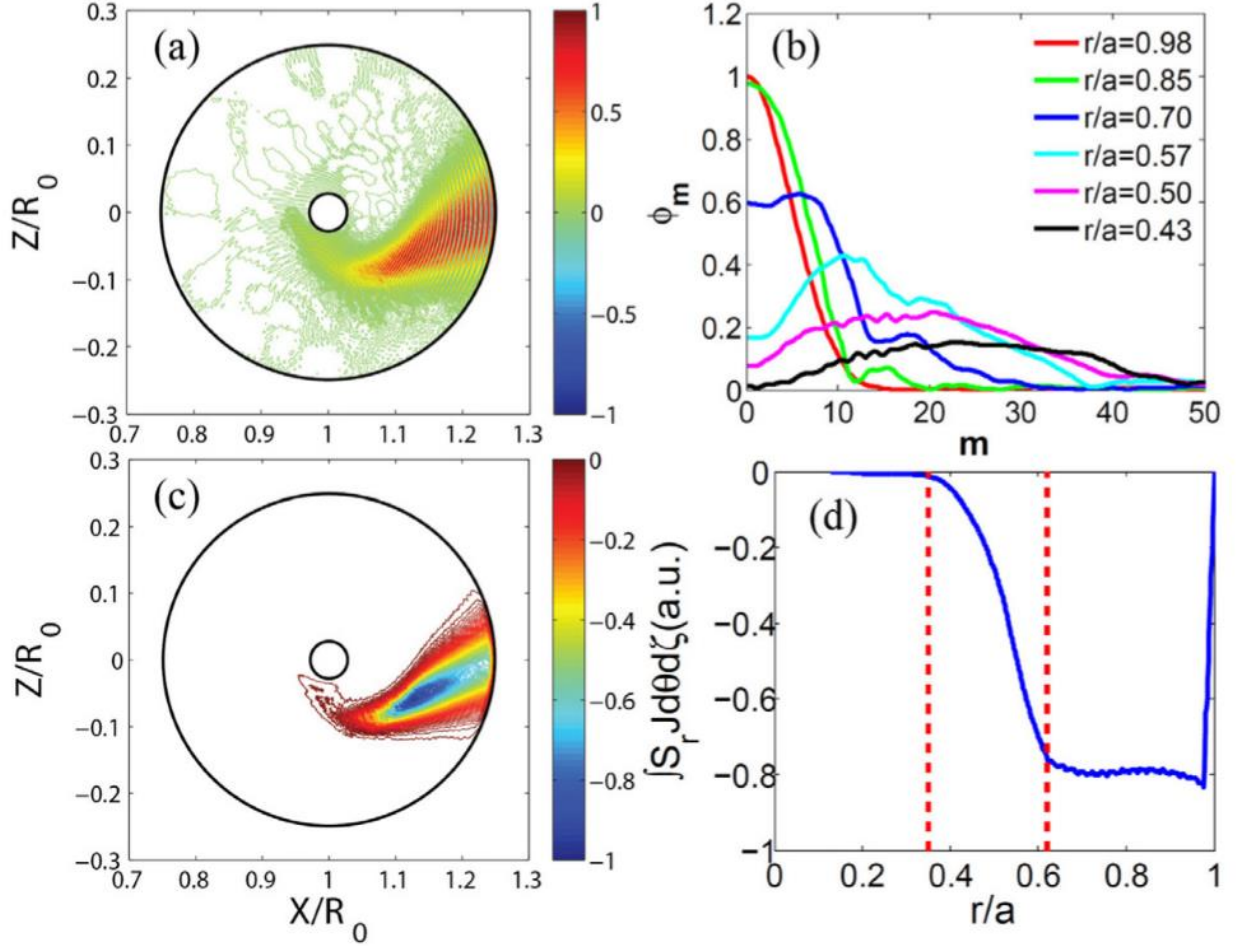 (a)
0.3
0.2
0.1
0
−0.1
−0.2
−0.3
Z/R0
0.7 0.8 0.9 1 1.1 1.2 1.3
1
0.5
0
−0.5
−1
(b)
1.2
1
0.8
0.6
0.4
0.2
0
ϕm
0 10 20 30 40 50
m
r/a=0.98
r/a=0.85
r/a=0.70
r/a=0.57
r/a=0.50
r/a=0.43
(c)
0.3
0.2
0.1
0
−0.1
−0.2
−0.3
Z/R0
0.7 0.8 0.9 1 1.1 1.2 1.3
X/R0
0
−0.2
−0.4
−0.6
−0.8
−1
(d)
0
−0.2
−0.4
−0.6
−0.8
−1
∫SrJdθdζ(a.u.)
0 0.2 0.4 0.6 0.8 1
r/a